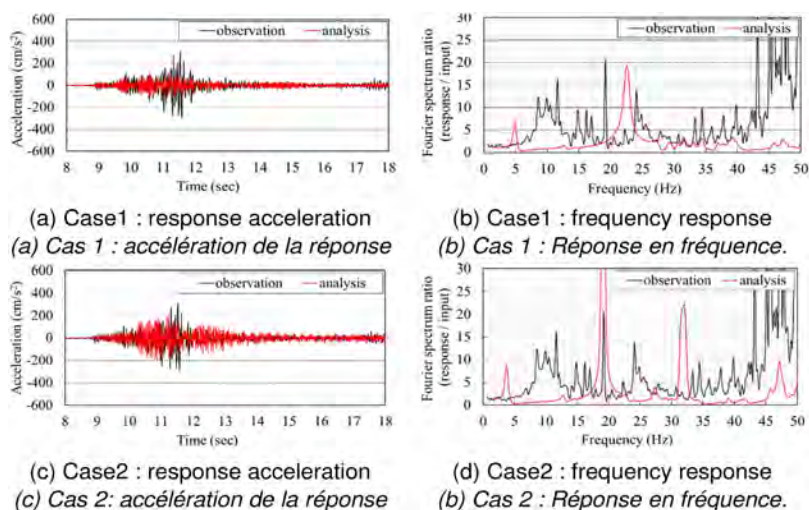 600
400
200
0
-200
-400
-600
Acceleration (cm/s²)
observation analysis
8 9 10 11 12 13 14 15 16 17 18
Time (sec)
30
25
20
15
10
5
0
Fourier spectrum ratio
(response / input)
observation analysis
0 5 10 15 20 25 30 35 40 45 50
Frequency (Hz)
(a) Case1 : response acceleration
(a) Cas 1 : accélération de la réponse
(b) Case1 : frequency response
(b) Cas 1 : Réponse en fréquence.
600
400
200
0
-200
-400
-600
Acceleration (cm/s²)
observation analysis
8 9 10 11 12 13 14 15 16 17 18
Time (sec)
30
25
20
15
10
5
0
Fourier spectrum ratio
(response / input)
observation analysis
0 5 10 15 20 25 30 35 40 45 50
Frequency (Hz)
(c) Case2 : response acceleration
(c) Cas 2: accélération de la réponse
(d) Case2 : frequency response
(b) Cas 2 : Réponse en fréquence.